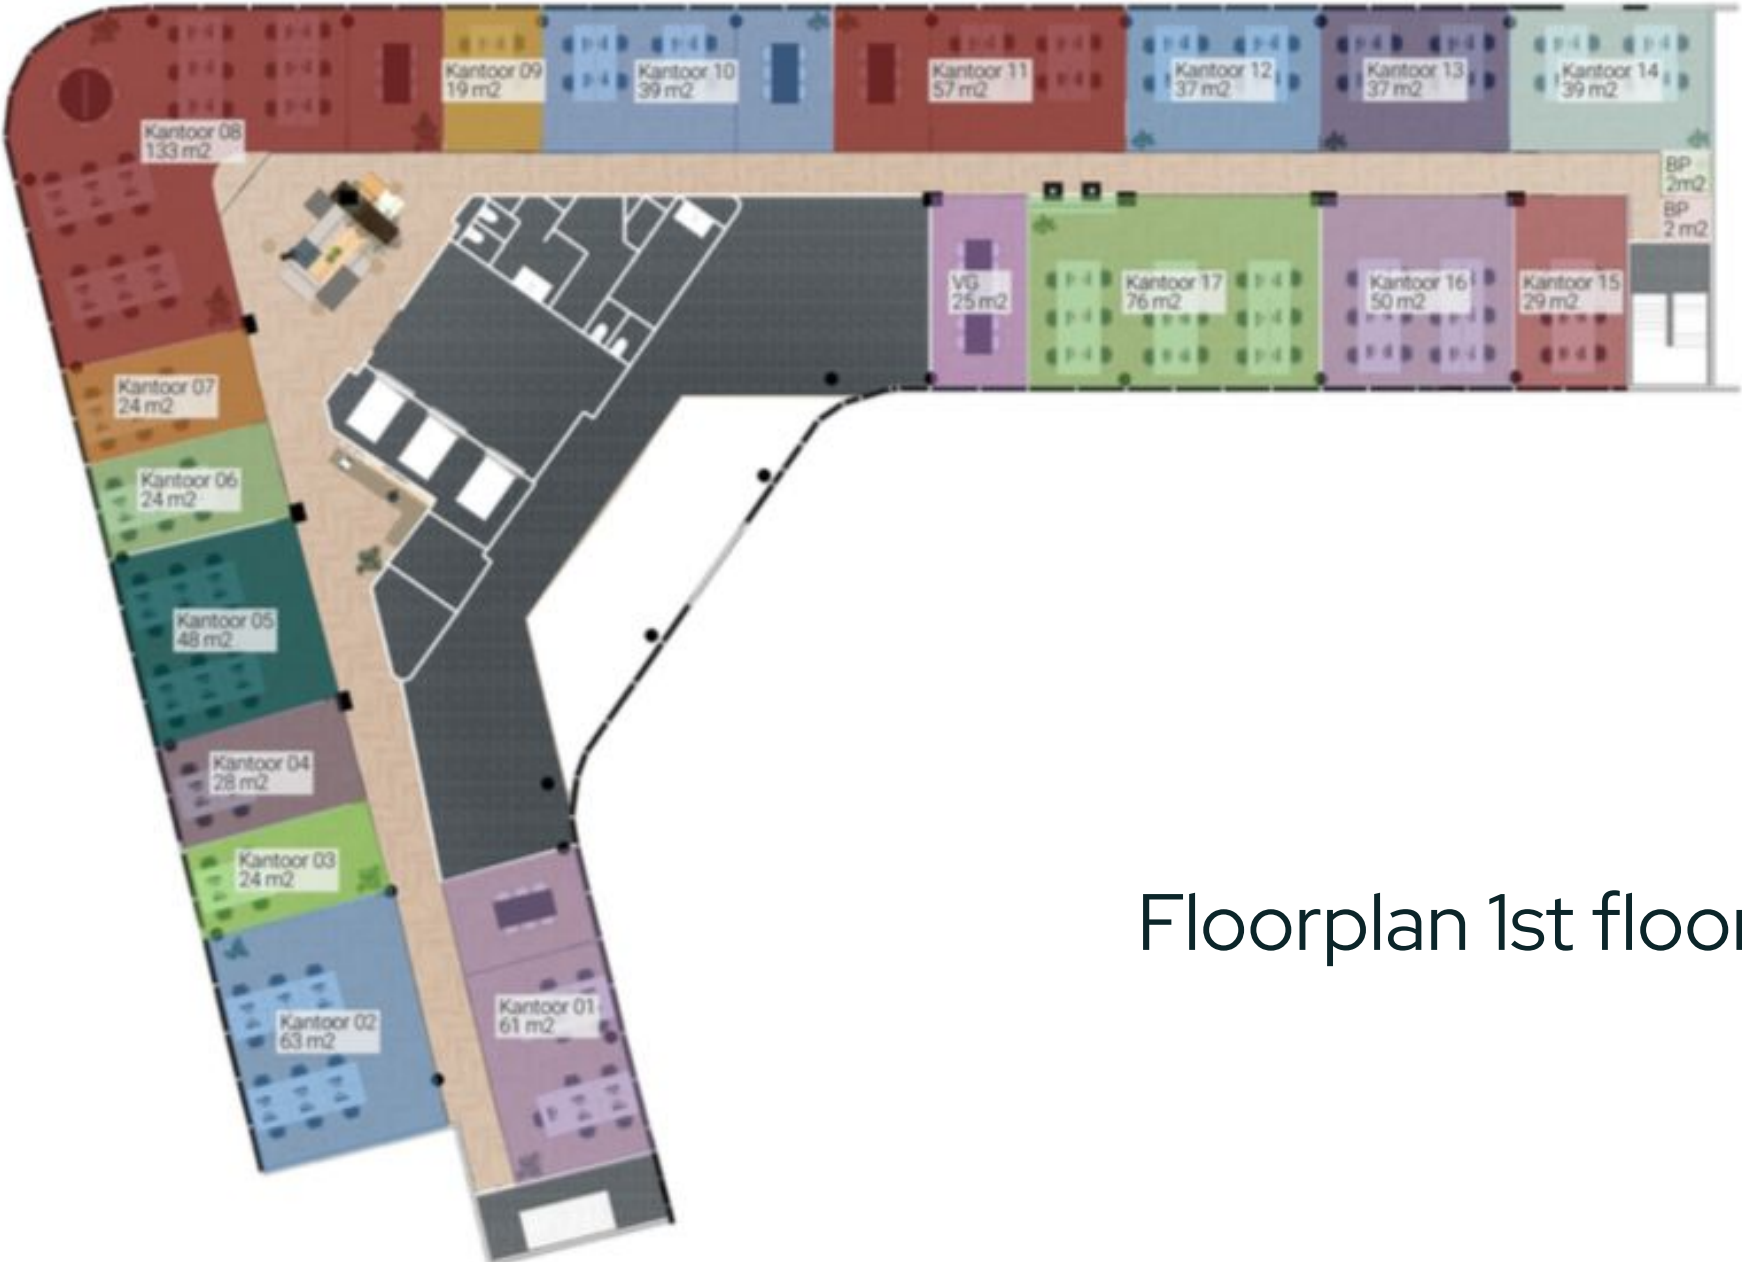 Kantoor 08
133 m2
Kantoor 09
19 m2
Kantoor 10
39 m2
Kantoor 11
57 m2
Kantoor 12
37 m2
Kantoor 13
37 m2
Kantoor 14
39 m2
BP
2m2
BP
2 m2
VG
25 m2
Kantoor 17
76 m2
Kantoor 16
50 m2
Kantoor 15
29 m2
Kantoor 07
24 m2
Kantoor 06
24 m2
Kantoor 05
48 m2
Kantoor 04
28 m2
Kantoor 03
24 m2
Kantoor 02
63 m2
Kantoor 01
61 m2
Floorplan 1st floor